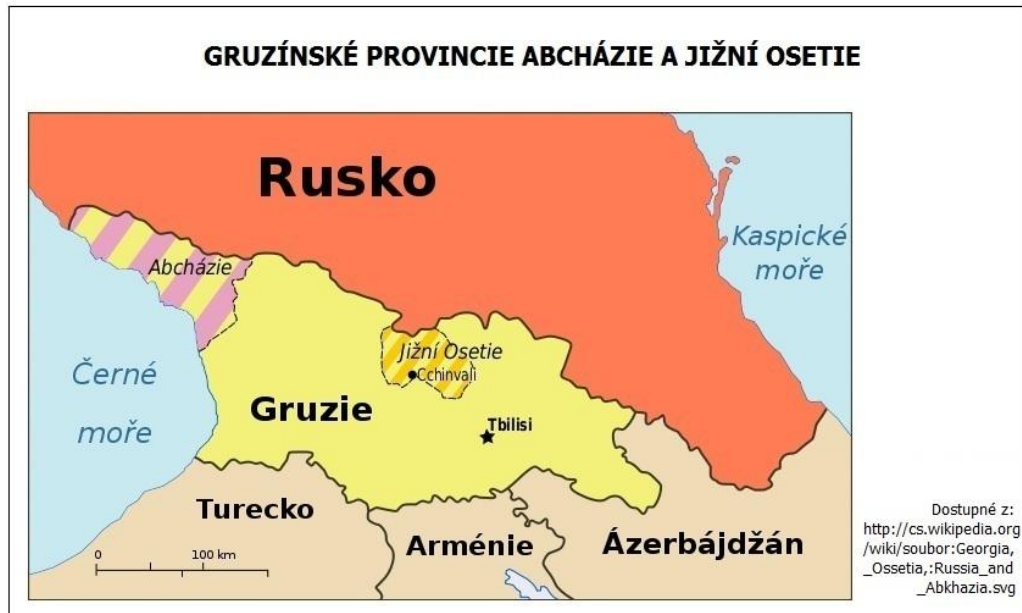 GRUZÍNSKÉ PROVINCIE ABCHÁZIE A JIŽNÍ OSETIE
Rusko
Kaspické
moře
Abcházie
Jižní Osetie
Cchinvali
Černé
moře
Gruzie
Tbilisi
Turecko
Arménie
Ázerbájdžán
0 100 km
Dostupné z:
http://cs.wikipedia.org
/wiki/soubor:Georgia,
_Ossetia,:Russia_and
_Abkhazia.svg